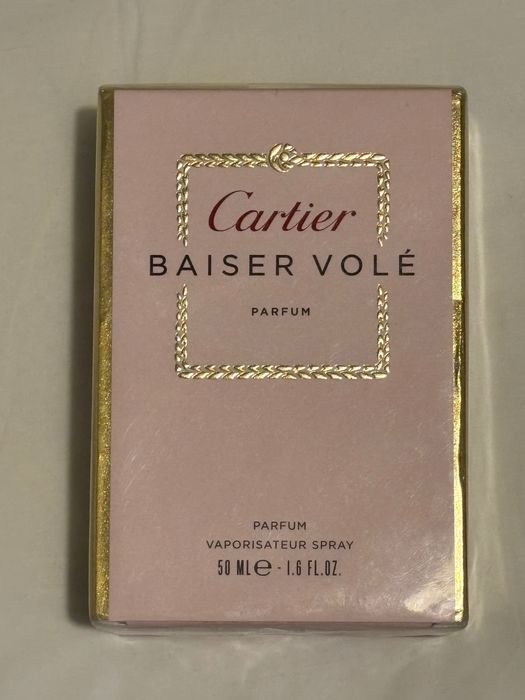 Cartier
BAISER VOLÉ
PARFUM
PARFUM
VAPORISATEUR SPRAY
50 ML℮ - 1.6 FL.OZ.